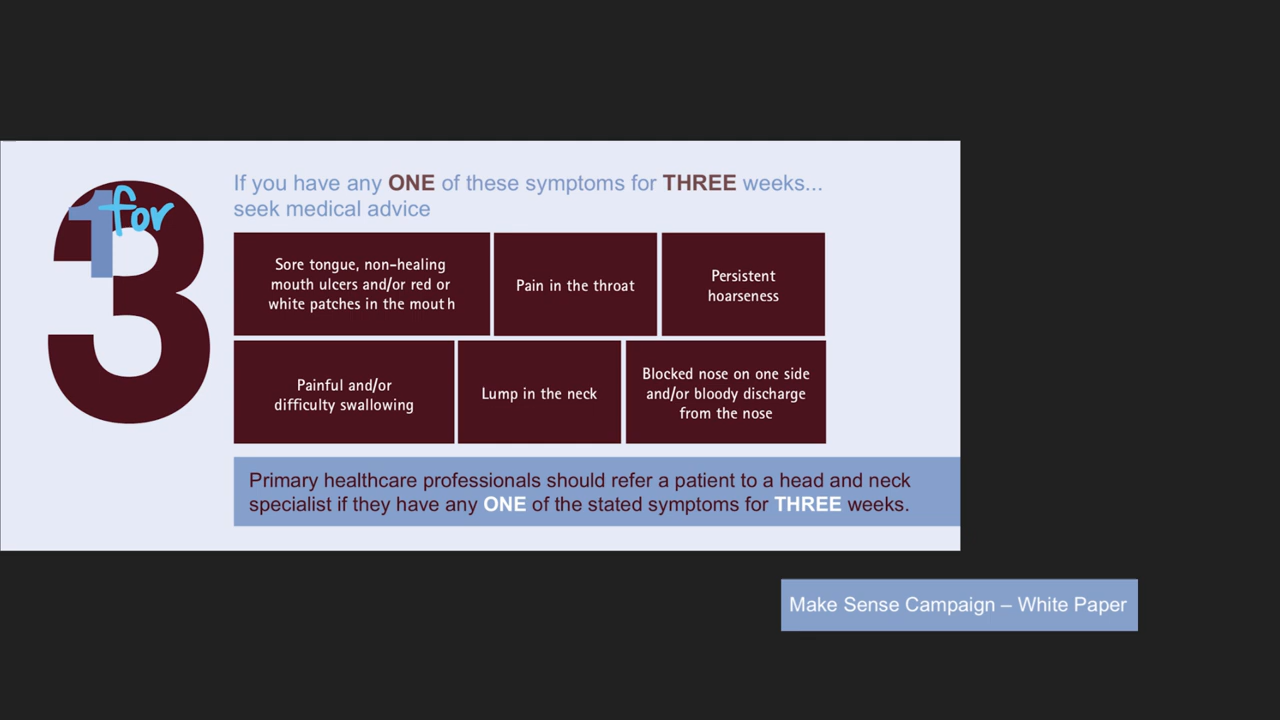 1 for 3
If you have any ONE of these symptoms for THREE weeks...
seek medical advice
Sore tongue, non-healing
mouth ulcers and/or red or
white patches in the mouth
Pain in the throat
Persistent
hoarseness
Painful and/or
difficulty swallowing
Lump in the neck
Blocked nose on one side
and/or bloody discharge
from the nose
Primary healthcare professionals should refer a patient to a head and neck
specialist if they have any ONE of the stated symptoms for THREE weeks.
Make Sense Campaign – White Paper